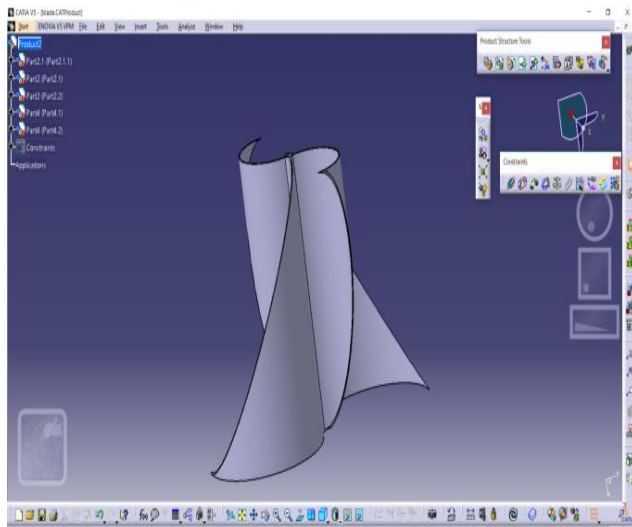 CATIA V5 - [blade.CATProduct]
Start ENOVIA V5 VPM File Edit View Insert Tools Analyze Window Help
Product2
Product Structure Tools
Part2.1 (Part2.1.1)
Part2 (Part2.1)
Part2 (Part2.2)
Part4 (Part4.1)
Part4 (Part4.2)
Constraints
Applications
Constraints
y
z